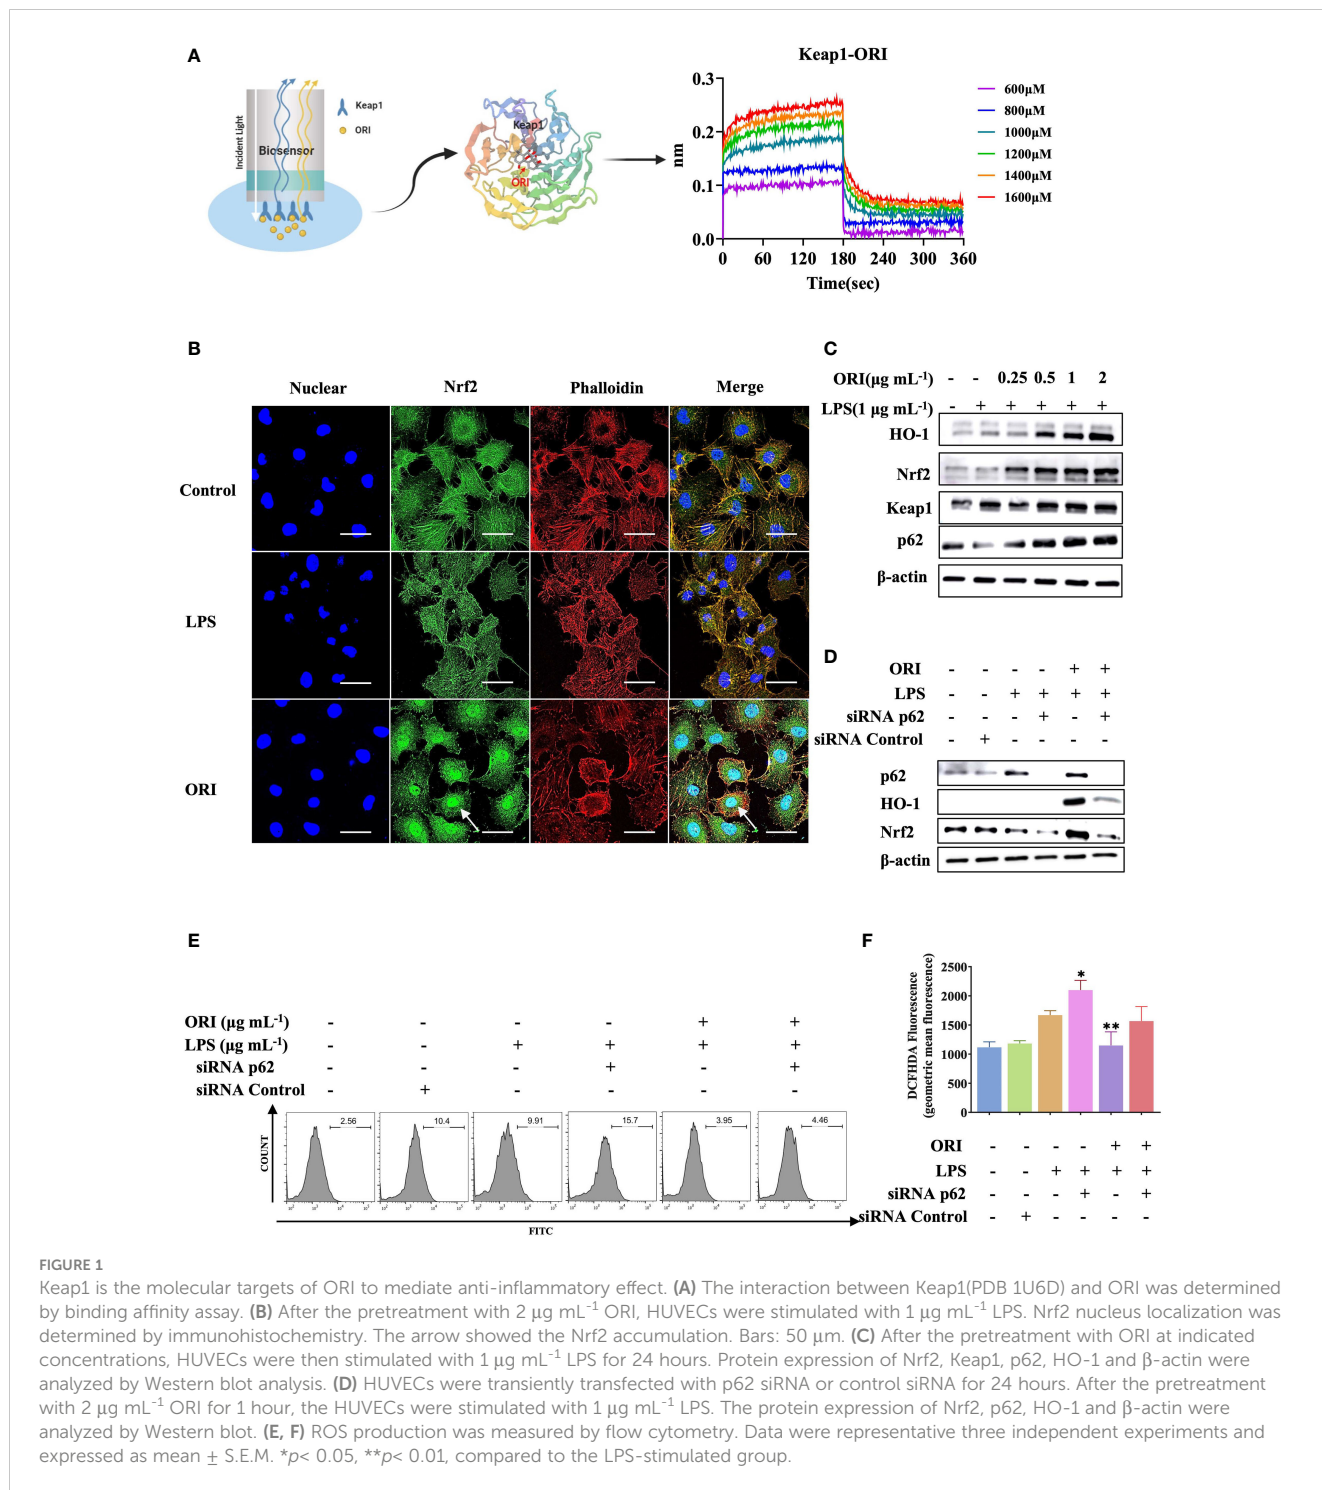 A
Keap1-ORI
Incident Light
Biosensor
Keap1
ORI
Keap1
ORI
nm
0.3
0.2
0.1
0.0
0 60 120 180 240 300 360
Time(sec)
600μM
800μM
1000μM
1200μM
1400μM
1600μM
B
Nuclear Nrf2 Phalloidin Merge
Control
LPS
ORI
C
ORI(μg mL-1) - - 0.25 0.5 1 2
LPS(1 μg mL-1) - + + + + +
HO-1
Nrf2
Keap1
p62
β-actin
D
ORI - - - - + +
LPS - - + + + +
siRNA p62 - - - + - +
siRNA Control - + - - - -
p62
HO-1
Nrf2
β-actin
E
ORI (μg mL-1) - - - - + +
LPS (μg mL-1) - - + + + +
siRNA p62 - - - + - +
siRNA Control - + - - - -
COUNT
2.56 10.4 9.91 15.7 3.95 4.46
FITC
F
DCFHDA Fluorescence
(geometric mean fluorescence)
2500
2000
1500
1000
500
0
* **
ORI - - - - + +
LPS - - + + + +
siRNA p62 - - - + - +
siRNA Control - + - - - -
FIGURE 1
Keap1 is the molecular targets of ORI to mediate anti-inflammatory effect. (A) The interaction between Keap1(PDB 1U6D) and ORI was determined
by binding affinity assay. (B) After the pretreatment with 2 μg mL-1 ORI, HUVECs were stimulated with 1 μg mL-1 LPS. Nrf2 nucleus localization was
determined by immunohistochemistry. The arrow showed the Nrf2 accumulation. Bars: 50 μm. (C) After the pretreatment with ORI at indicated
concentrations, HUVECs were then stimulated with 1 μg mL-1 LPS for 24 hours. Protein expression of Nrf2, Keap1, p62, HO-1 and β-actin were
analyzed by Western blot analysis. (D) HUVECs were transiently transfected with p62 siRNA or control siRNA for 24 hours. After the pretreatment
with 2 μg mL-1 ORI for 1 hour, the HUVECs were stimulated with 1 μg mL-1 LPS. The protein expression of Nrf2, p62, HO-1 and β-actin were
analyzed by Western blot. (E, F) ROS production was measured by flow cytometry. Data were representative three independent experiments and
expressed as mean ± S.E.M. *p< 0.05, **p< 0.01, compared to the LPS-stimulated group.